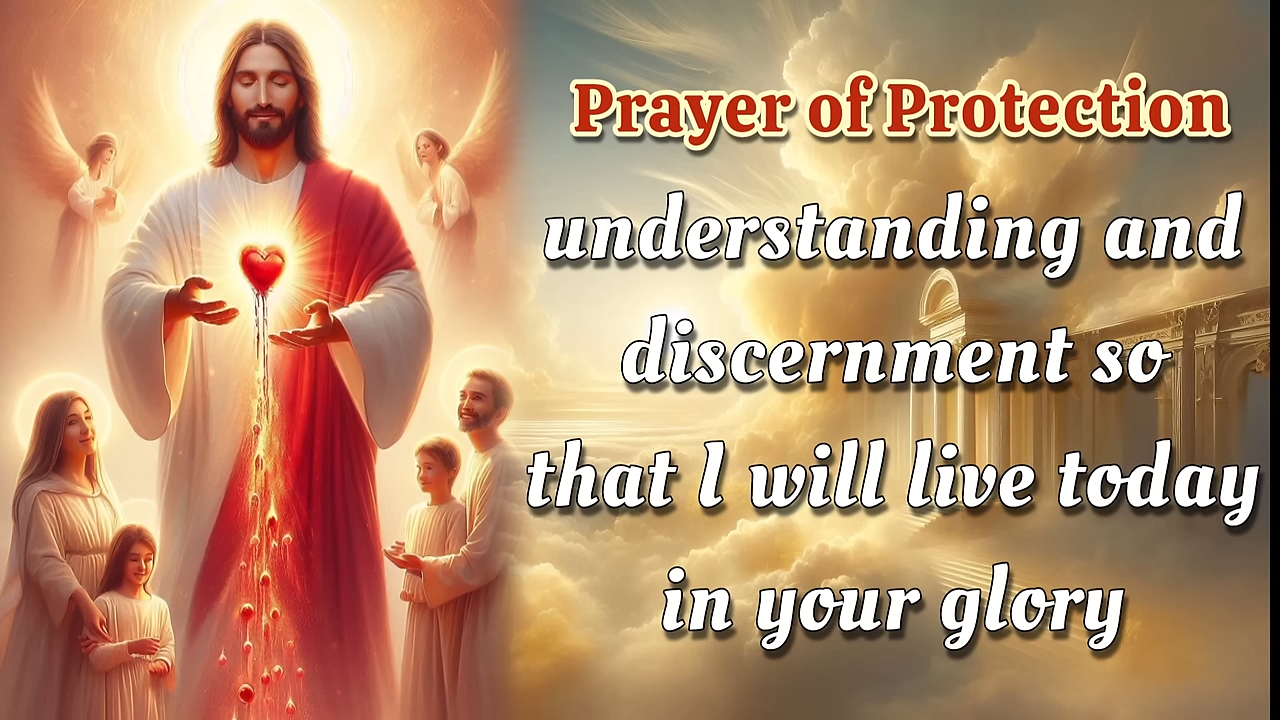 Prayer of Protection
understanding and
discernment so
that I will live today
in your glory